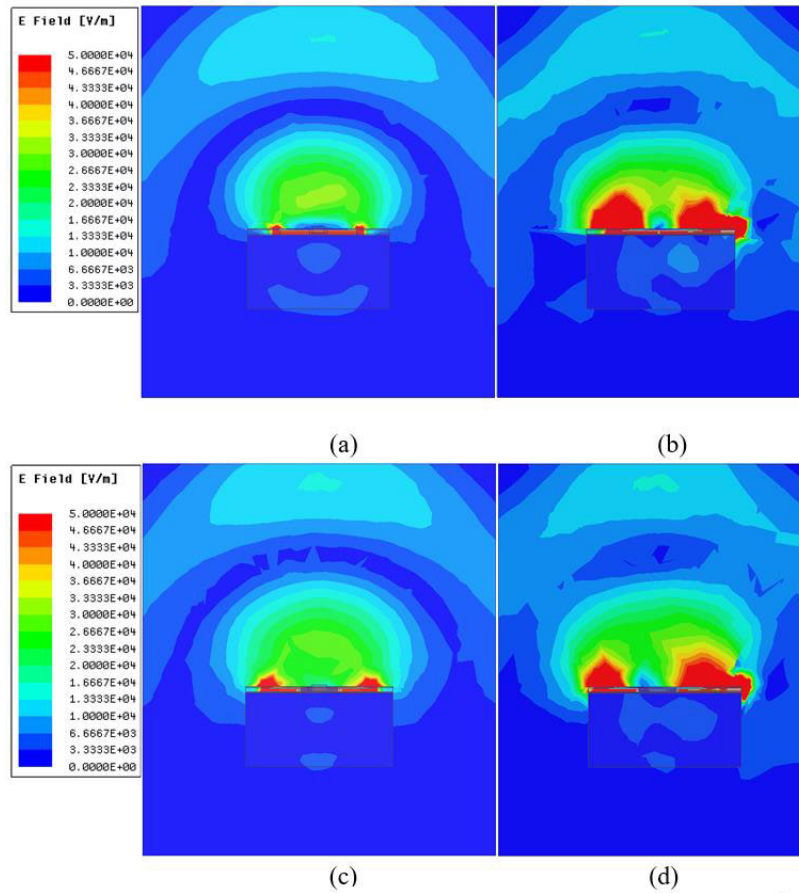 E Field [V/m]
5.0000E+04
4.6667E+04
4.3333E+04
4.0000E+04
3.6667E+04
3.3333E+04
3.0000E+04
2.6667E+04
2.3333E+04
2.0000E+04
1.6667E+04
1.3333E+04
1.0000E+04
6.6667E+03
3.3333E+03
0.0000E+00
(a)
(b)
E Field [V/m]
5.0000E+04
4.6667E+04
4.3333E+04
4.0000E+04
3.6667E+04
3.3333E+04
3.0000E+04
2.6667E+04
2.3333E+04
2.0000E+04
1.6667E+04
1.3333E+04
1.0000E+04
6.6667E+03
3.3333E+03
0.0000E+00
(c)
(d)